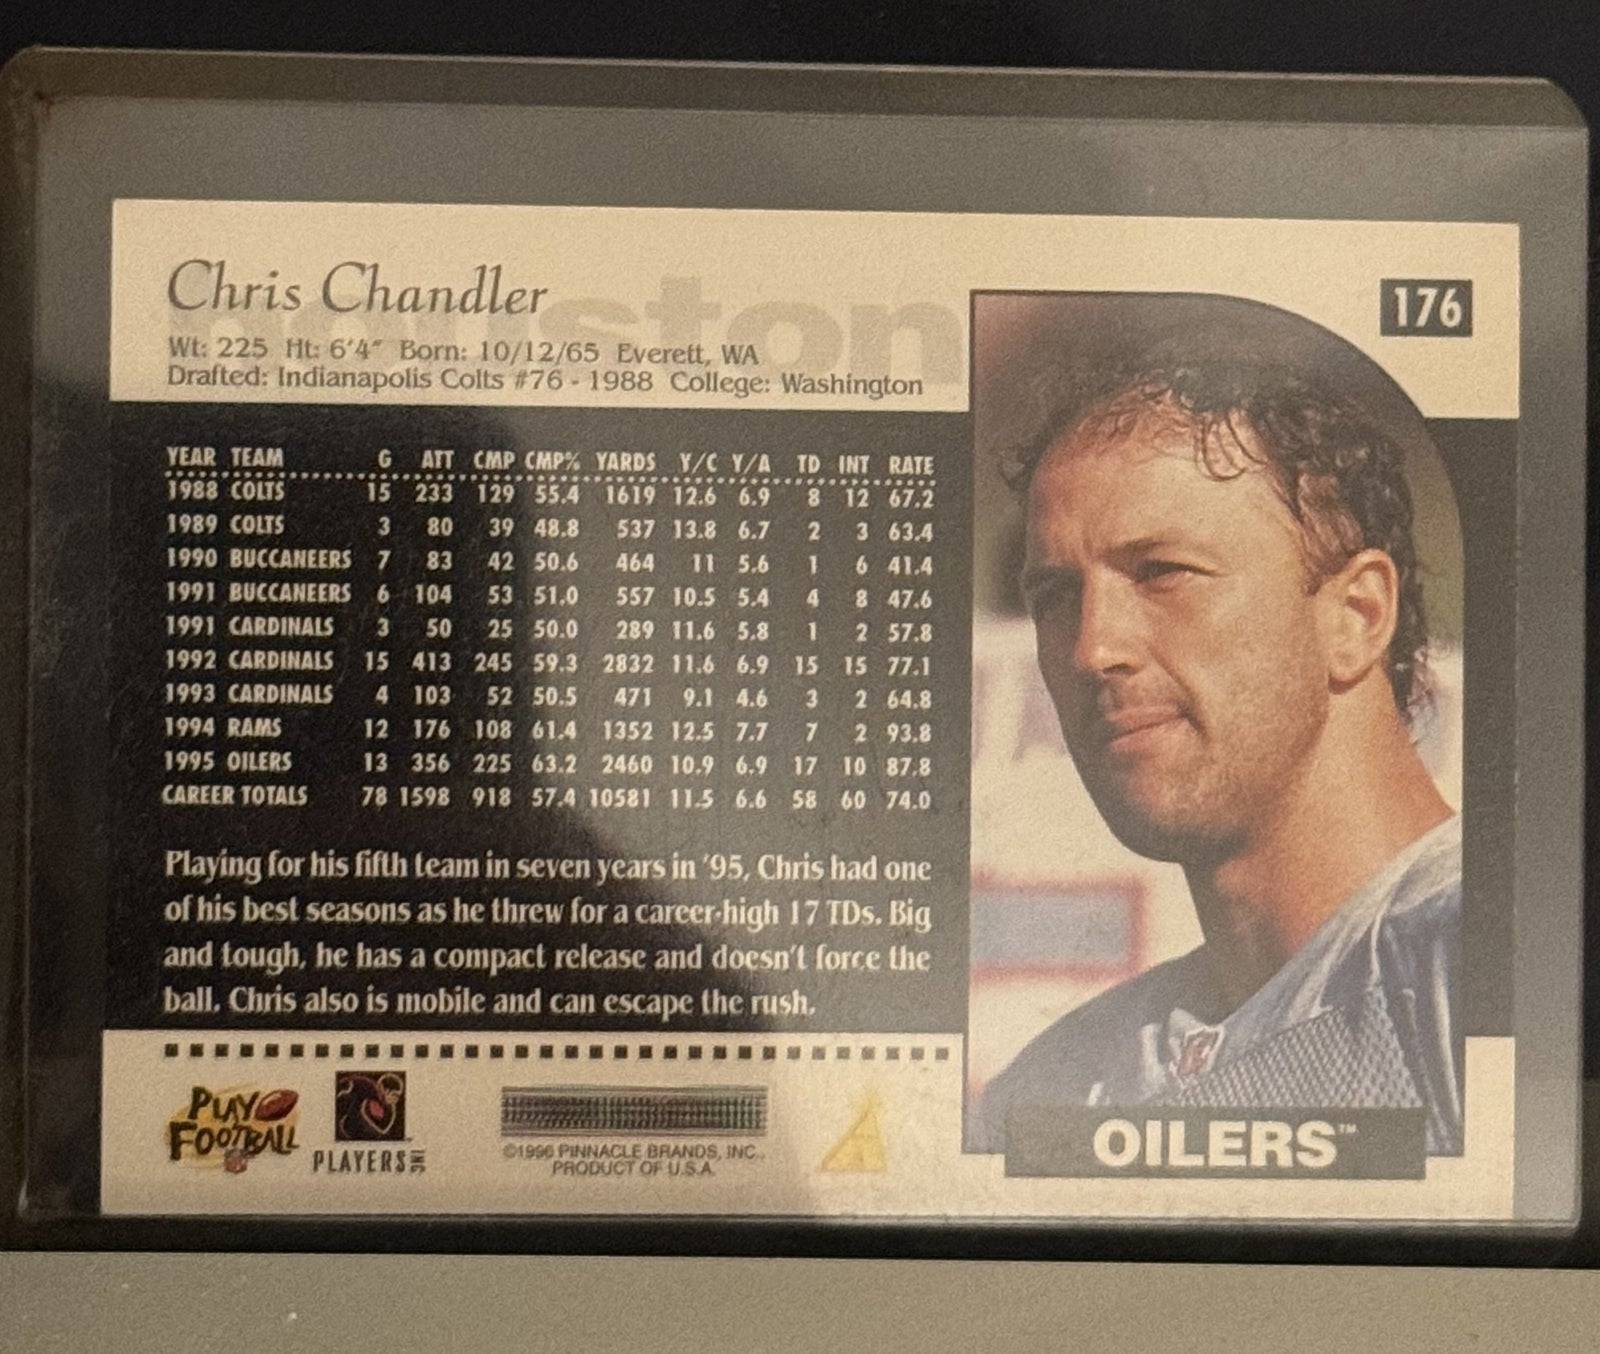 Chris Chandler
houston
176
Wt: 225 Ht: 6'4" Born: 10/12/65 Everett, WA
Drafted: Indianapolis Colts #76 - 1988 College: Washington
YEAR TEAM G ATT CMP CMP% YARDS Y/C Y/A TD INT RATE
1988 COLTS 15 233 129 55.4 1619 12.6 6.9 8 12 67.2
1989 COLTS 3 80 39 48.8 537 13.8 6.7 2 3 63.4
1990 BUCCANEERS 7 83 42 50.6 464 11 5.6 1 6 41.4
1991 BUCCANEERS 6 104 53 51.0 557 10.5 5.4 4 8 47.6
1991 CARDINALS 3 50 25 50.0 289 11.6 5.8 1 2 57.8
1992 CARDINALS 15 413 245 59.3 2832 11.6 6.9 15 15 77.1
1993 CARDINALS 4 103 52 50.5 471 9.1 4.6 3 2 64.8
1994 RAMS 12 176 108 61.4 1352 12.5 7.7 7 2 93.8
1995 OILERS 13 356 225 63.2 2460 10.9 6.9 17 10 87.8
CAREER TOTALS 78 1598 918 57.4 10581 11.5 6.6 58 60 74.0
Playing for his fifth team in seven years in '95, Chris had one
of his best seasons as he threw for a career-high 17 TDs. Big
and tough, he has a compact release and doesn't force the
ball. Chris also is mobile and can escape the rush.
PLAY
FOOTBALL
PLAYERS INC
©1996 PINNACLE BRANDS, INC.,
PRODUCT OF U.S.A.
OILERS™